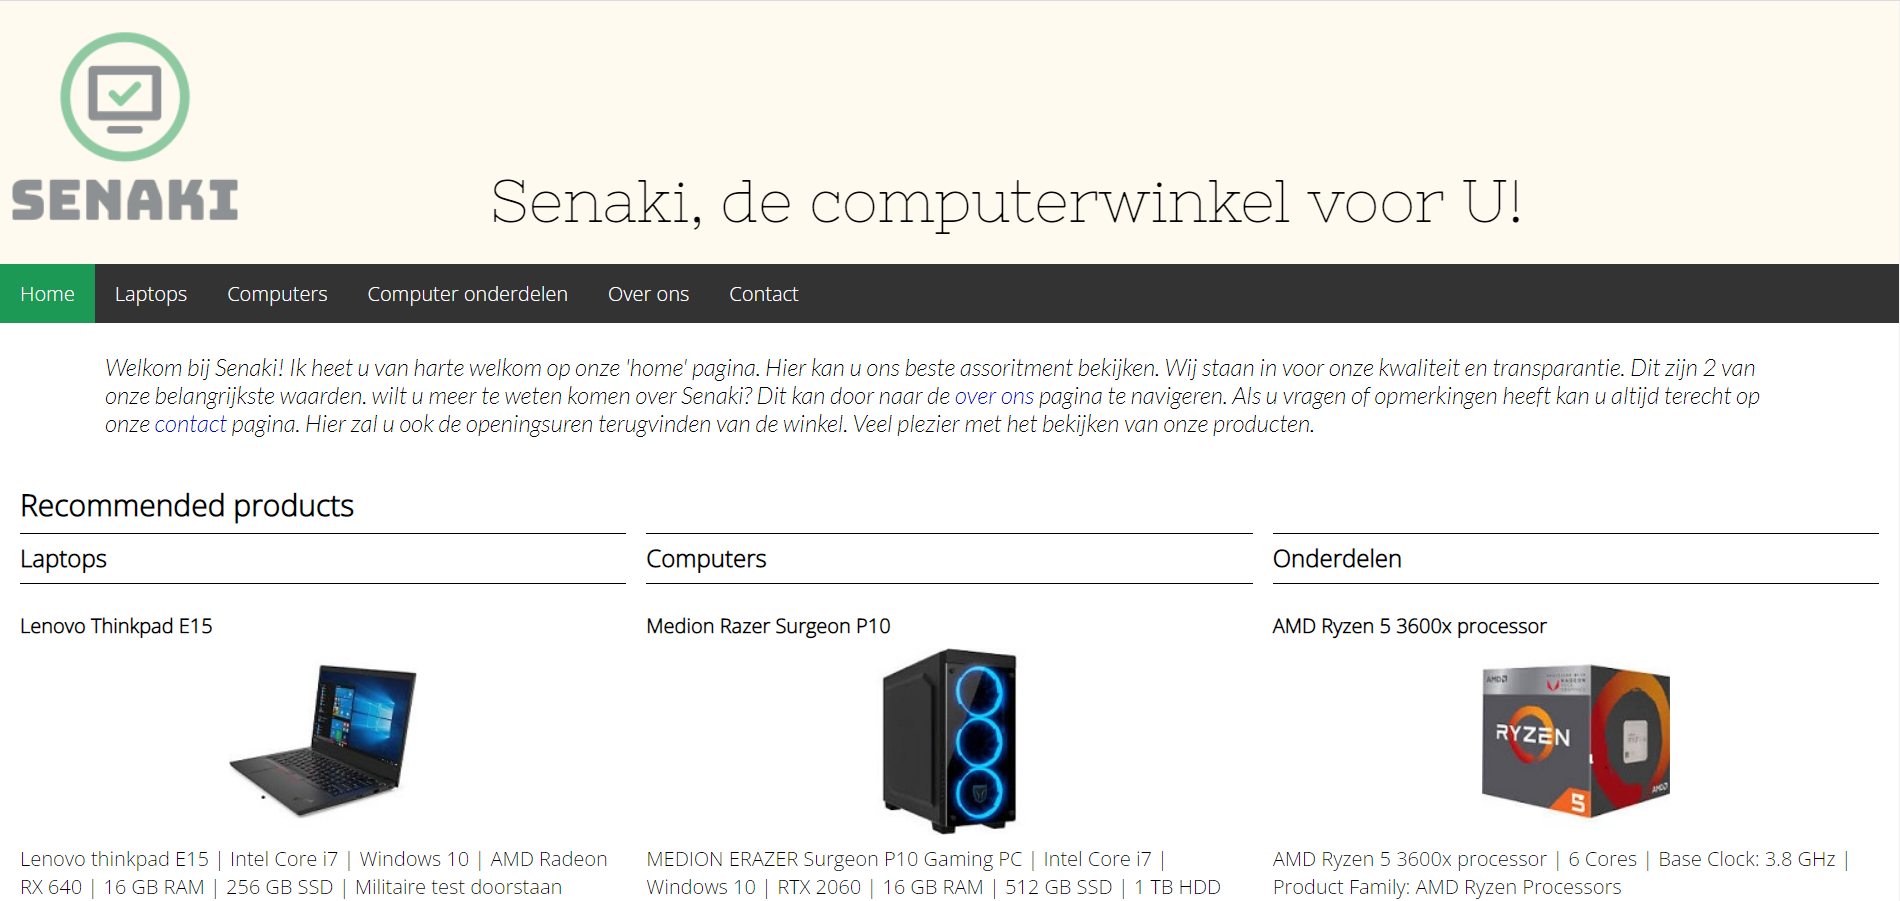 SENAKI
Senaki, de computerwinkel voor U!
Home Laptops Computers Computer onderdelen Over ons Contact
Welkom bij Senaki! Ik heet u van harte welkom op onze 'home' pagina. Hier kan u ons beste assoritment bekijken. Wij staan in voor onze kwaliteit en transparantie. Dit zijn 2 van
onze belangrijkste waarden. wilt u meer te weten komen over Senaki? Dit kan door naar de over ons pagina te navigeren. Als u vragen of opmerkingen heeft kan u altijd terecht op
onze contact pagina. Hier zal u ook de openingsuren terugvinden van de winkel. Veel plezier met het bekijken van onze producten.
Recommended products
Laptops
Lenovo Thinkpad E15
Lenovo thinkpad E15 | Intel Core i7 | Windows 10 | AMD Radeon
RX 640 | 16 GB RAM | 256 GB SSD | Militaire test doorstaan
Computers
Medion Razer Surgeon P10
MEDION ERAZER Surgeon P10 Gaming PC | Intel Core i7 |
Windows 10 | RTX 2060 | 16 GB RAM | 512 GB SSD | 1 TB HDD
Onderdelen
AMD Ryzen 5 3600x processor
AMD
RYZEN
5
AMD
AMD Ryzen 5 3600x processor | 6 Cores | Base Clock: 3.8 GHz |
Product Family: AMD Ryzen Processors